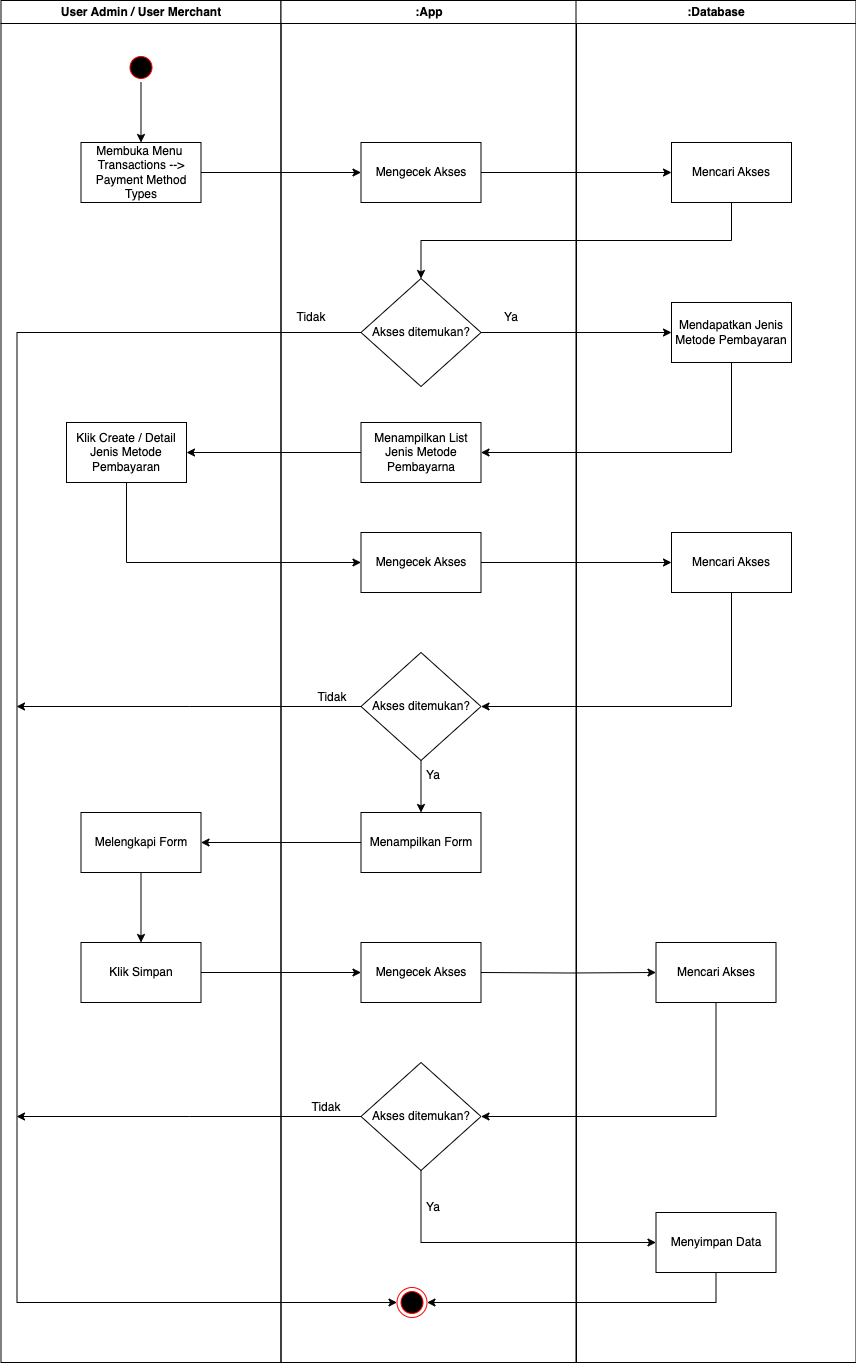 User Admin / User Merchant
:App
:Database
Membuka Menu
Transactions -->
Payment Method
Types
Mengecek Akses
Mencari Akses
Tidak
Akses ditemukan?
Ya
Mendapatkan Jenis
Metode Pembayaran
Klik Create / Detail
Jenis Metode
Pembayaran
Menampilkan List
Jenis Metode
Pembayarna
Mengecek Akses
Mencari Akses
Tidak
Akses ditemukan?
Ya
Melengkapi Form
Menampilkan Form
Klik Simpan
Mengecek Akses
Mencari Akses
Tidak
Akses ditemukan?
Ya
Menyimpan Data